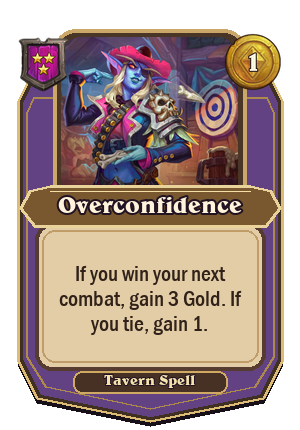 1
Overconfidence
If you win your next
combat, gain 3 Gold. If
you tie, gain 1.
Tavern Spell